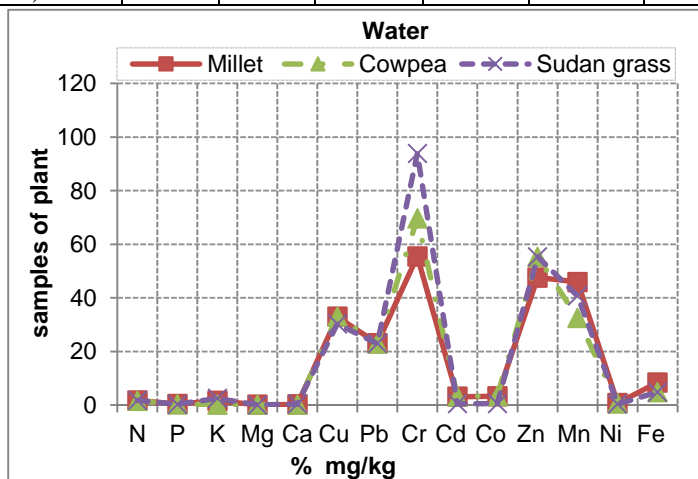 Water
Millet Cowpea Sudan grass
samples of plant
120
100
80
60
40
20
0
N P K Mg Ca Cu Pb Cr Cd Co Zn Mn Ni Fe
% mg/kg